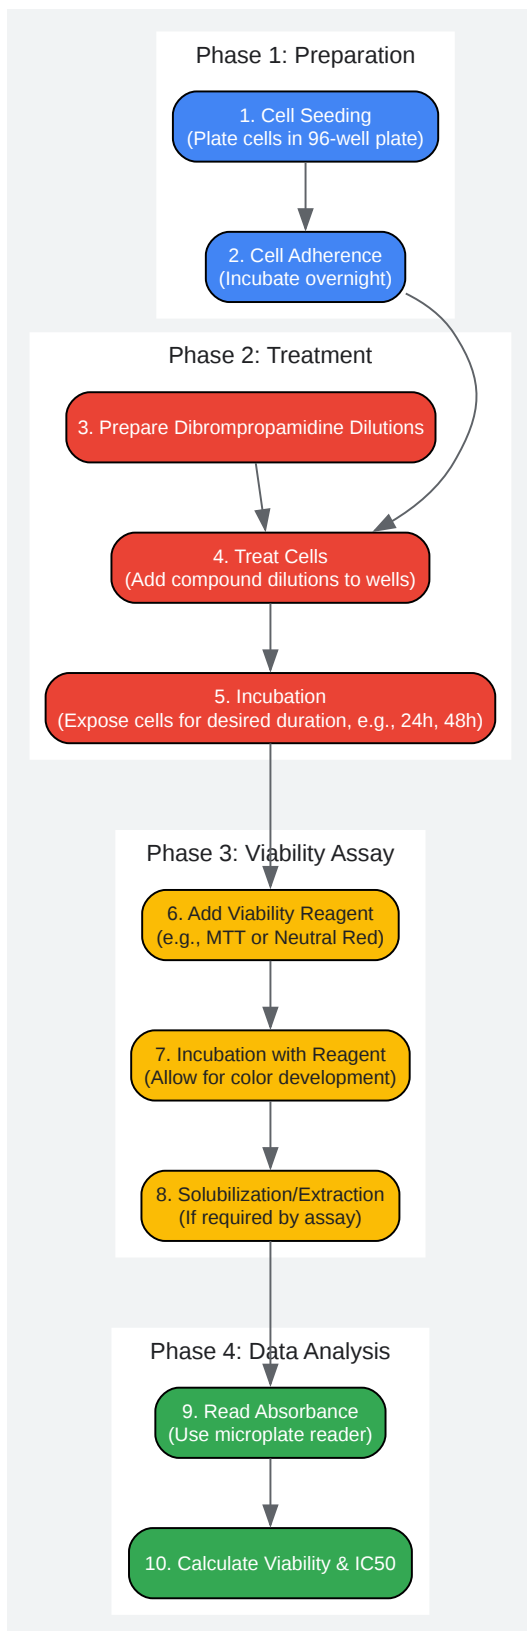 Phase 1: Preparation
1. Cell Seeding
(Plate cells in 96-well plate)
2. Cell Adherence
(Incubate overnight)
Phase 2: Treatment
3. Prepare Dibrompropamidine Dilutions
4. Treat Cells
(Add compound dilutions to wells)
5. Incubation
(Expose cells for desired duration, e.g., 24h, 48h)
Phase 3: Viability Assay
6. Add Viability Reagent
(e.g., MTT or Neutral Red)
7. Incubation with Reagent
(Allow for color development)
8. Solubilization/Extraction
(If required by assay)
Phase 4: Data Analysis
9. Read Absorbance
(Use microplate reader)
10. Calculate Viability & IC50